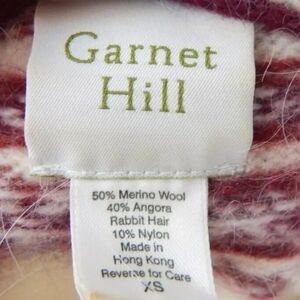 Garnet
Hill
50% Merino Wool
40% Angora
Rabbit Hair
10% Nylon
Made in
Hong Kong
Reverse for Care
XS